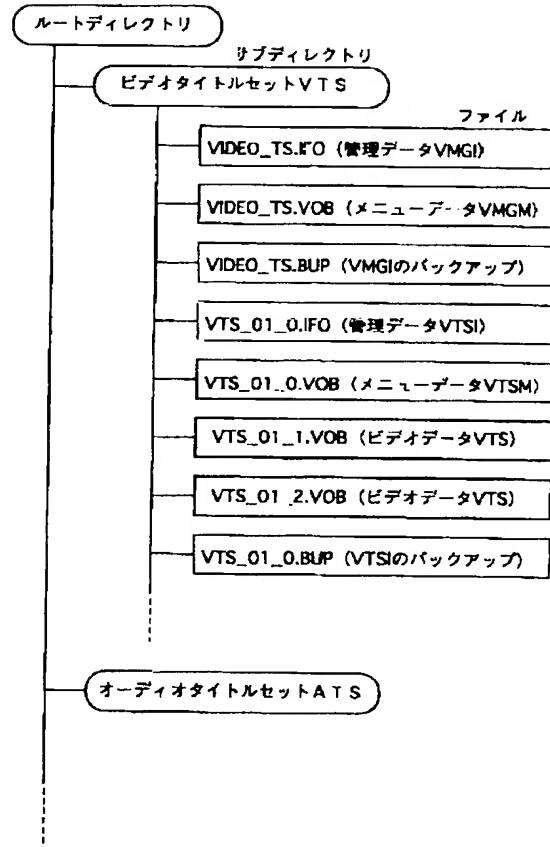 ルートディレクトリ
サブディレクトリ
ビデオタイトルセットVTS
ファイル
VIDEO_TS.IFO (管理データVMGI)
VIDEO_TS.VOB (メニューデータVMGM)
VIDEO_TS.BUP (VMGIのバックアップ)
VTS_01_0.IFO (管理データVTSI)
VTS_01_0.VOB (メニューデータVTSM)
VTS_01_1.VOB (ビデオデータVTS)
VTS_01_2.VOB (ビデオデータVTS)
VTS_01_0.BUP (VTSIのバックアップ)
オーディオタイトルセットATS